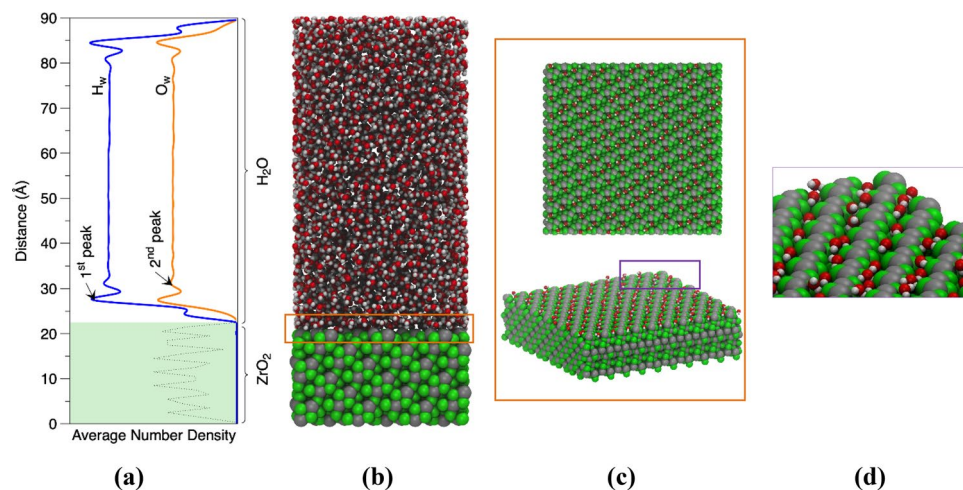 90
80
70
60
50
40
30
20
10
0
Distance (Å)
H_w
O_w
1st peak
2nd peak
H₂O
ZrO₂
Average Number Density
(a)
(b)
(c)
(d)